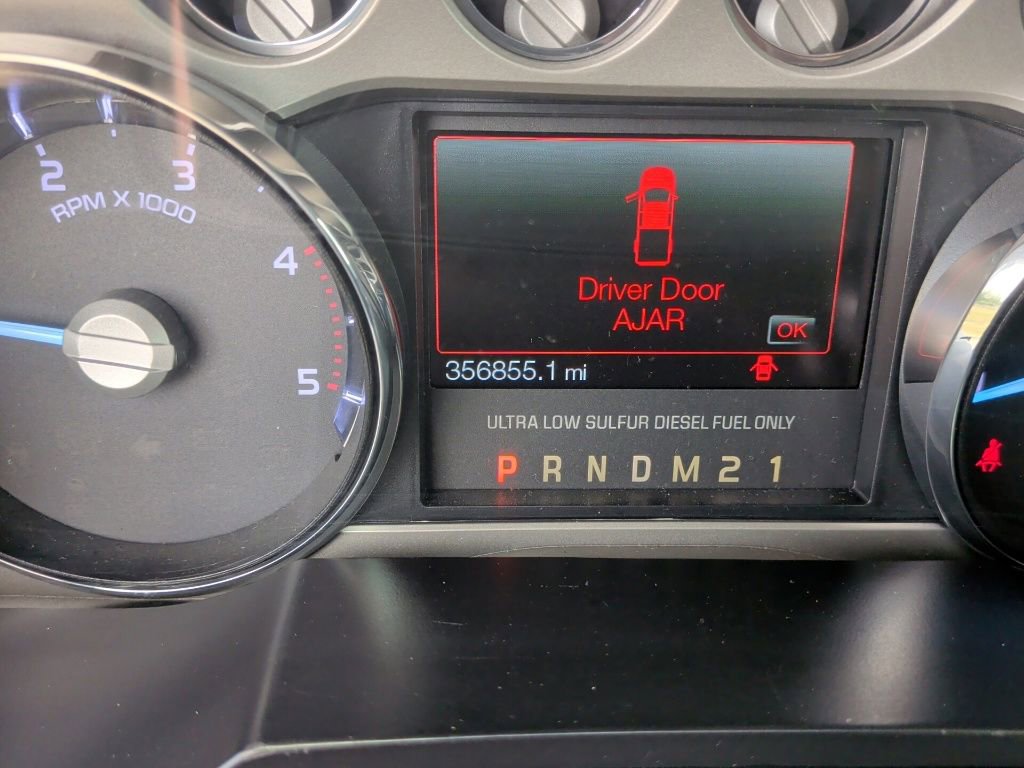 2 3
RPM X 1000
4
5
Driver Door
AJAR
OK
356855.1 mi
ULTRA LOW SULFUR DIESEL FUEL ONLY
P R N D M 2 1